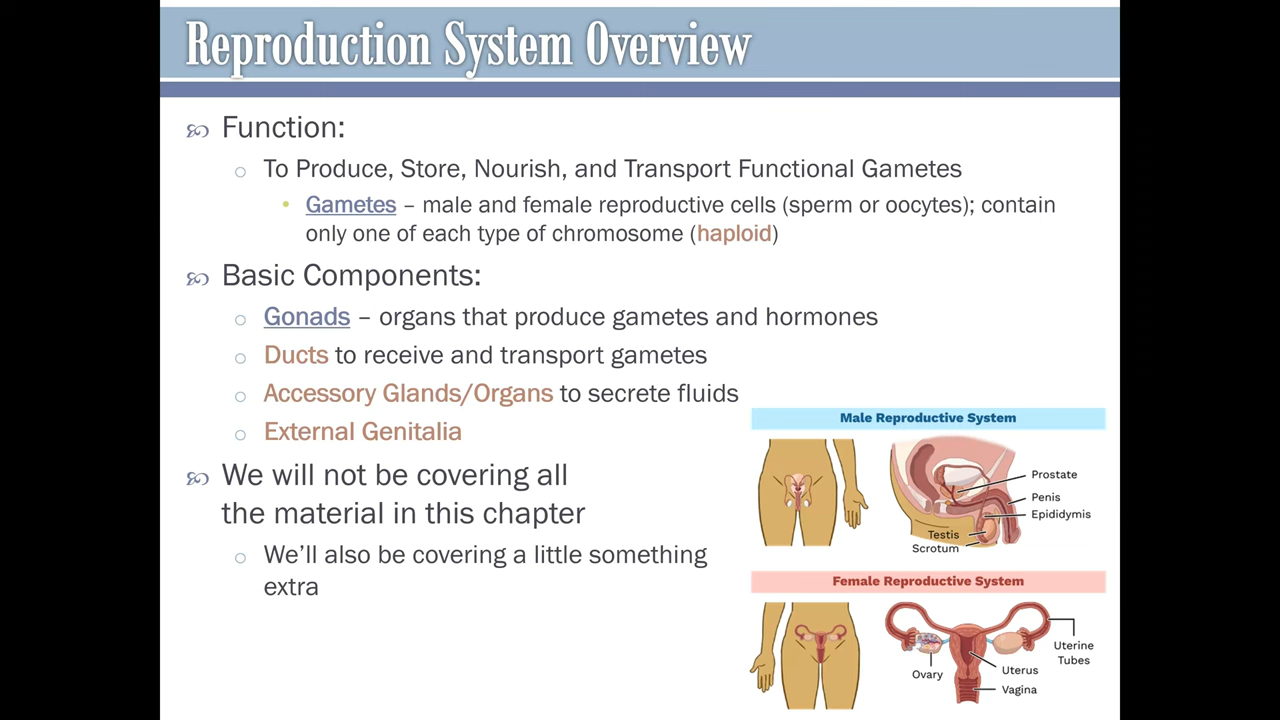 Reproduction System Overview
Function:
To Produce, Store, Nourish, and Transport Functional Gametes
Gametes – male and female reproductive cells (sperm or oocytes); contain
only one of each type of chromosome (haploid)
Basic Components:
Gonads – organs that produce gametes and hormones
Ducts to receive and transport gametes
Accessory Glands/Organs to secrete fluids
External Genitalia
We will not be covering all
the material in this chapter
We'll also be covering a little something
extra
Male Reproductive System
Prostate
Penis
Epididymis
Testis
Scrotum
Female Reproductive System
Uterine
Tubes
Ovary
Uterus
Vagina